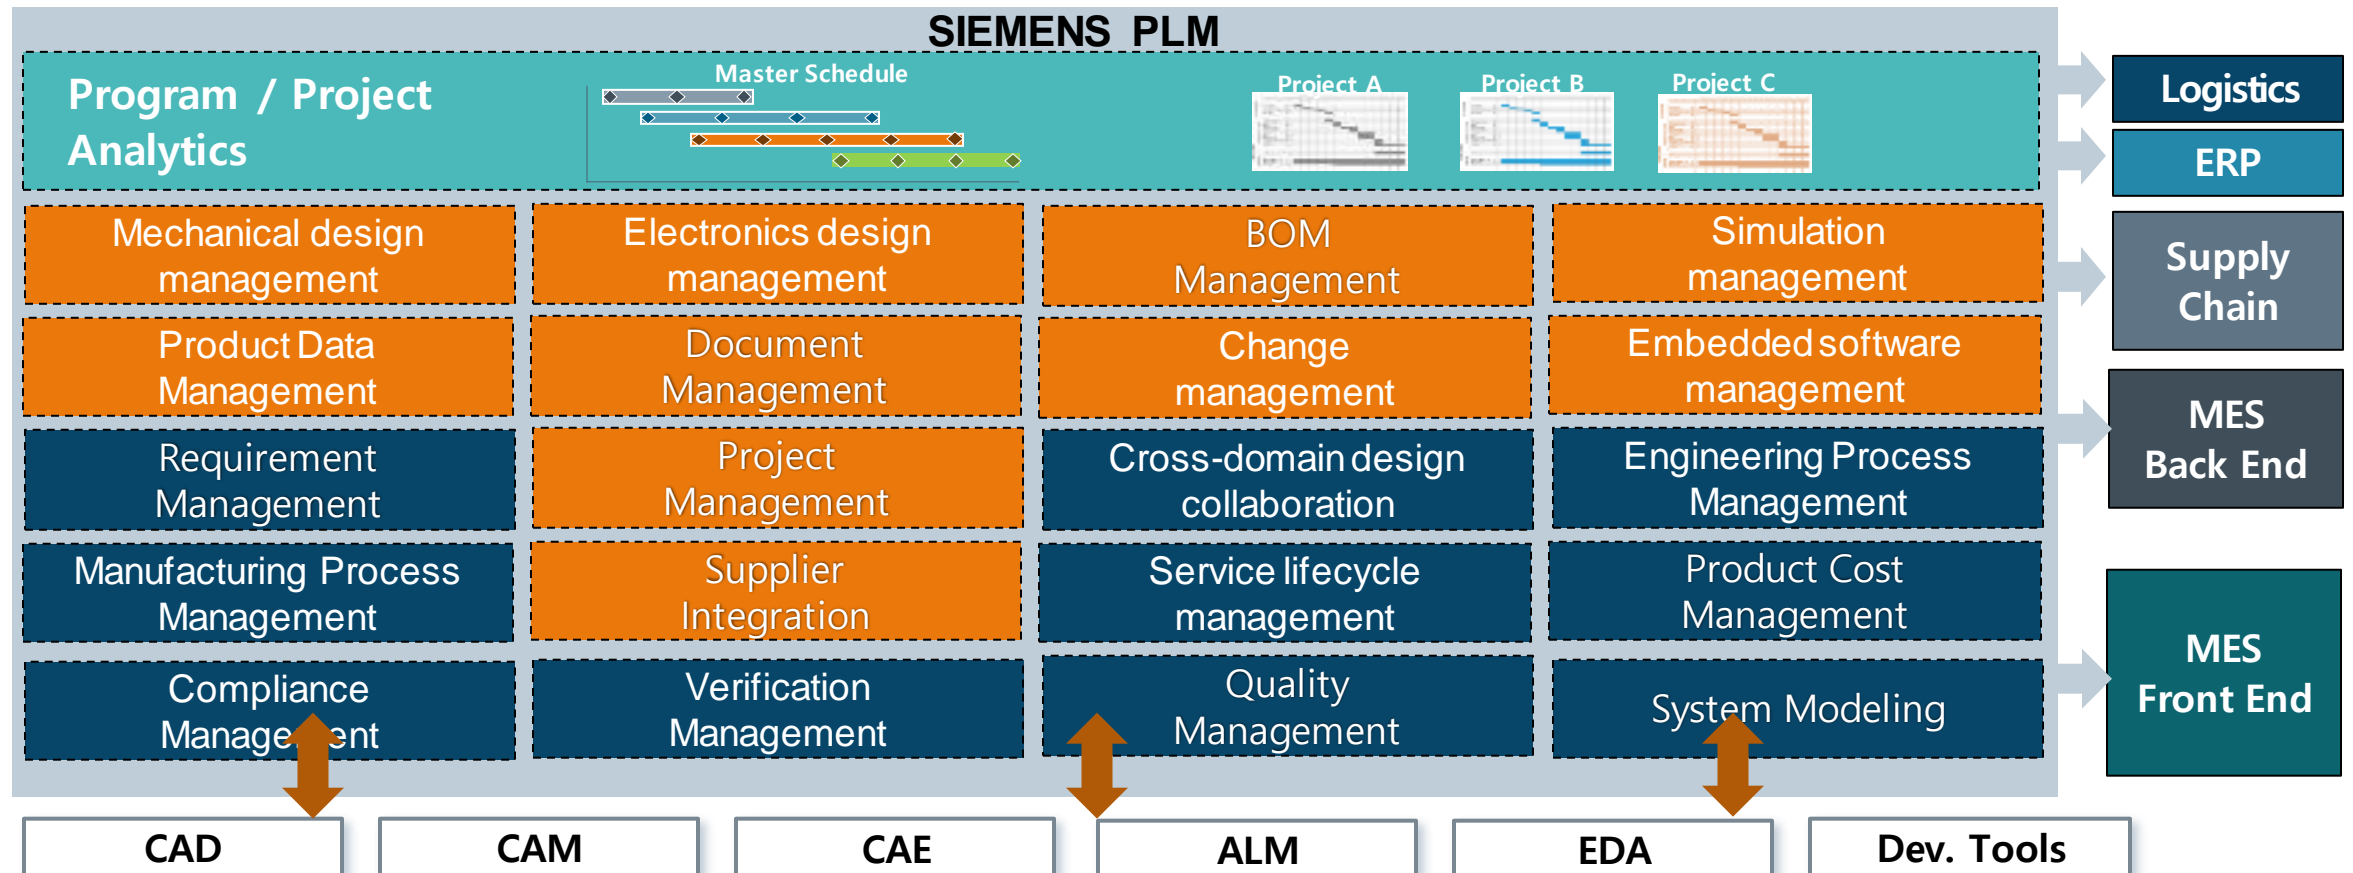 SIEMENS PLM
Program / Project
Analytics
Master Schedule
Project A
Project B
Project C
Mechanical design
management
Electronics design
management
BOM
Management
Simulation
management
Product Data
Management
Document
Management
Change
management
Embedded software
management
Requirement
Management
Project
Management
Cross-domain design
collaboration
Engineering Process
Management
Manufacturing Process
Management
Supplier
Integration
Service lifecycle
management
Product Cost
Management
Compliance
Management
Verification
Management
Quality
Management
System Modeling
Logistics
ERP
Supply
Chain
MES
Back End
MES
Front End
CAD
CAM
CAE
ALM
EDA
Dev. Tools